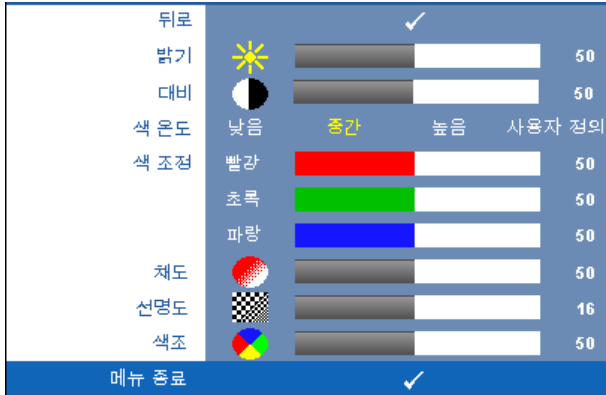 뒤로
밝기 50
대비 50
색 온도 낮음 중간 높음 사용자 정의
색 조정 빨강 50
초록 50
파랑 50
채도 50
선명도 16
색조 50
메뉴 종료